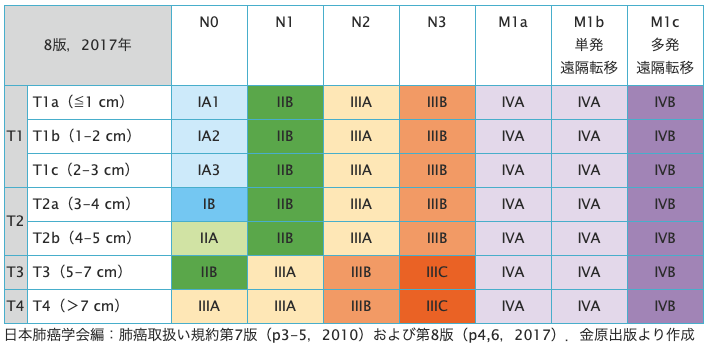 8版，2017年 N0 N1 N2 N3 M1a M1b 単発 遠隔転移 M1c 多発 遠隔転移
T1 T1a（≦1 cm） IA1 IIB IIIA IIIB IVA IVA IVB
T1b（1–2 cm） IA2 IIB IIIA IIIB IVA IVA IVB
T1c（2–3 cm） IA3 IIB IIIA IIIB IVA IVA IVB
T2 T2a（3–4 cm） IB IIB IIIA IIIB IVA IVA IVB
T2b（4–5 cm） IIA IIB IIIA IIIB IVA IVA IVB
T3 T3（5–7 cm） IIB IIIA IIIB IIIC IVA IVA IVB
T4 T4（＞7 cm） IIIA IIIA IIIB IIIC IVA IVA IVB
日本肺癌学会編：肺癌取扱い規約第7版（p3–5，2010）および第8版（p4,6，2017）．金原出版より作成